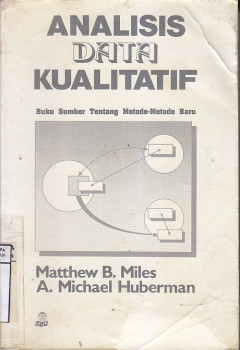 ANALISIS
DATA
KUALITATIF
Buku Sumber Tentang Metode-Metode Baru
Matthew B. Miles
A. Michael Huberman